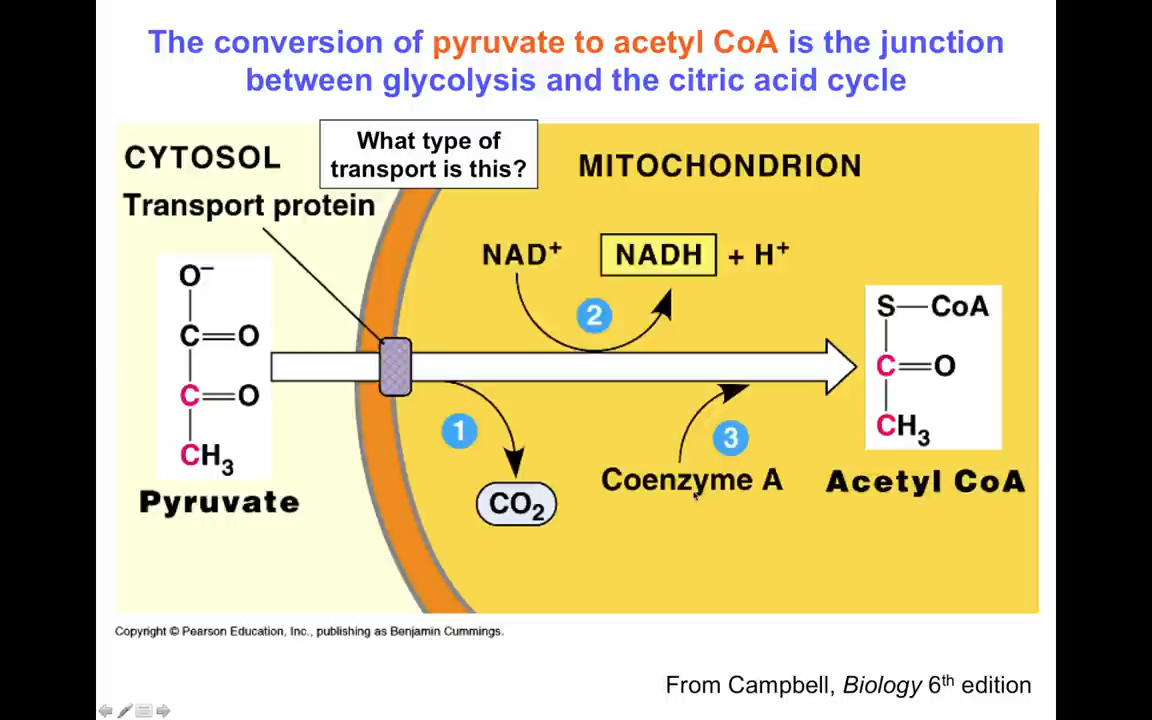 The conversion of pyruvate to acetyl CoA is the junction
between glycolysis and the citric acid cycle
What type of
transport is this?
CYTOSOL
MITOCHONDRION
Transport protein
NAD⁺
NADH
+ H⁺
O⁻
C=O
C=O
CH₃
Pyruvate
2
1
CO₂
3
Coenzyme A
S—CoA
C=O
CH₃
Acetyl CoA
Copyright © Pearson Education, Inc., publishing as Benjamin Cummings.
From Campbell, Biology 6th edition